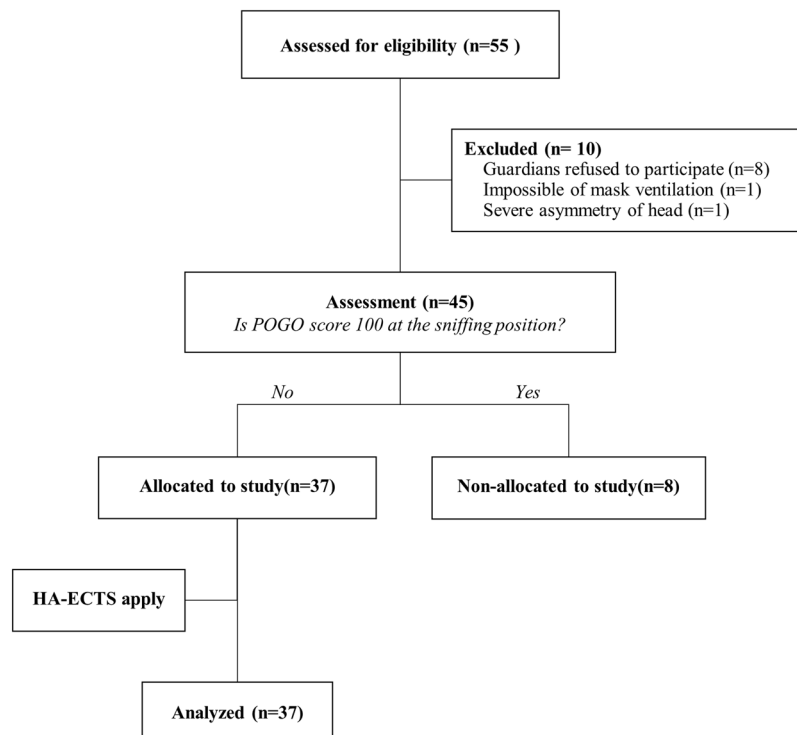 Assessed for eligibility (n=55 )
Excluded (n= 10)
Guardians refused to participate (n=8)
Impossible of mask ventilation (n=1)
Severe asymmetry of head (n=1)
Assessment (n=45)
Is POGO score 100 at the sniffing position?
No
Yes
Allocated to study(n=37)
Non-allocated to study(n=8)
HA-ECTS apply
Analyzed (n=37)